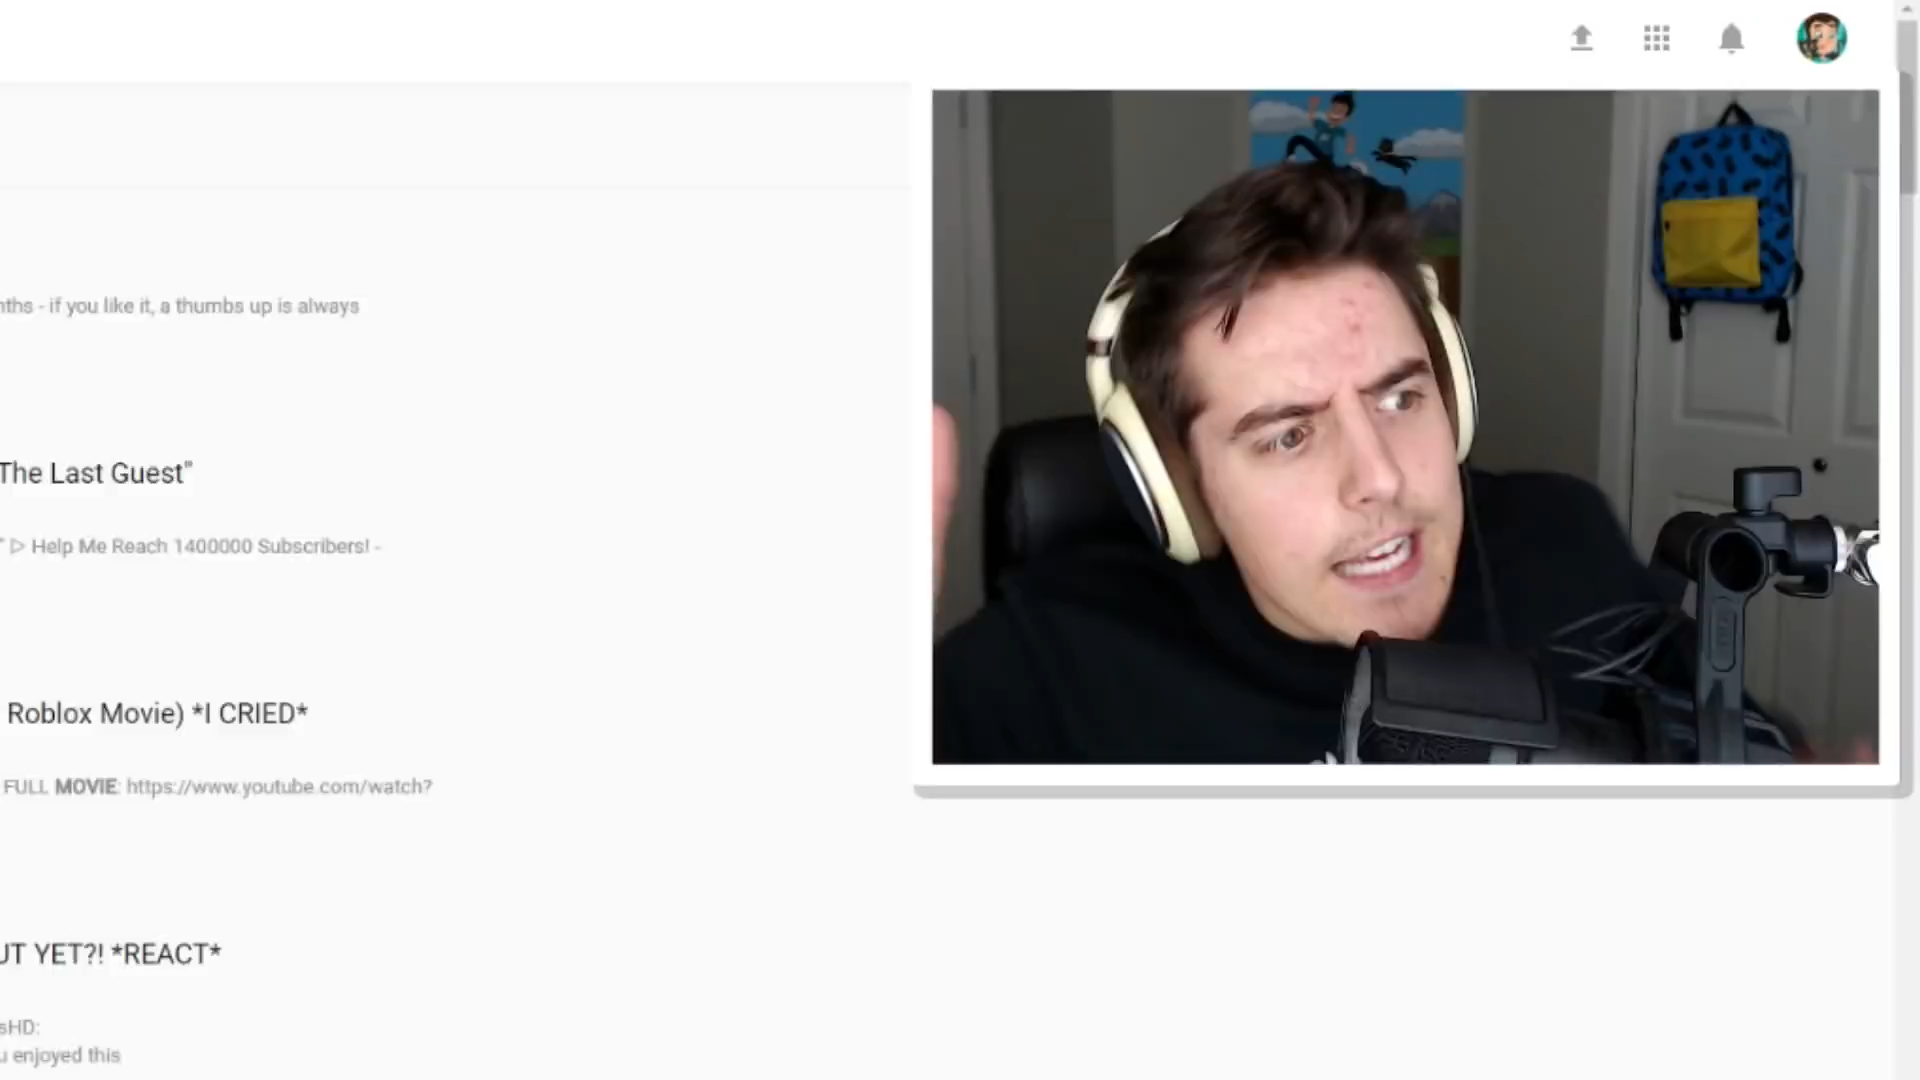 nths - if you like it, a thumbs up is always
The Last Guest"
" ▷ Help Me Reach 1400000 Subscribers! -
Roblox Movie) *I CRIED*
FULL MOVIE: https://www.youtube.com/watch?
UT YET?! *REACT*
sHD:
u enjoyed this